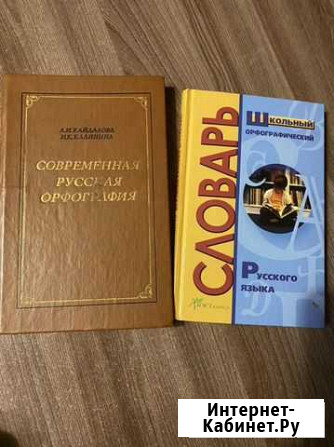 А.И.КАЙДАЛОВА
И.К.КАЛИНИНА
СОВРЕМЕННАЯ
РУССКАЯ
ОРФОГРАФИЯ
СЛОВАРЬ
Школьный
орфографический
Русского
языка
Интернет-
Кабинет.Ру